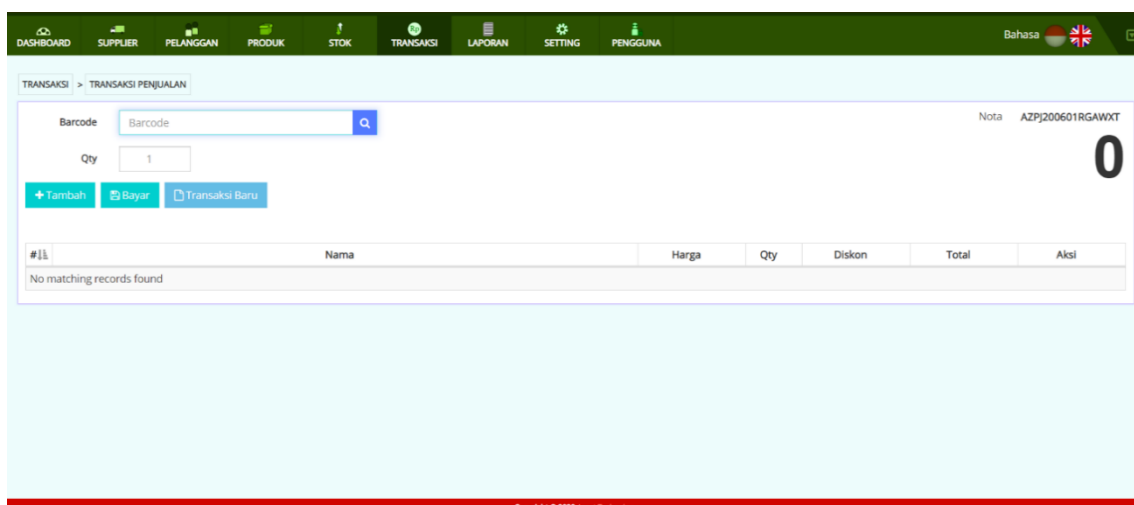 DASHBOARD SUPPLIER PELANGGAN PRODUK STOK Rp TRANSAKSI LAPORAN SETTING PENGGUNA Bahasa
TRANSAKSI > TRANSAKSI PENJUALAN
Barcode Barcode Nota AZPJ200601RGAWXT
Qty 1 0
+Tambah Bayar Transaksi Baru
# Nama Harga Qty Diskon Total Aksi
No matching records found